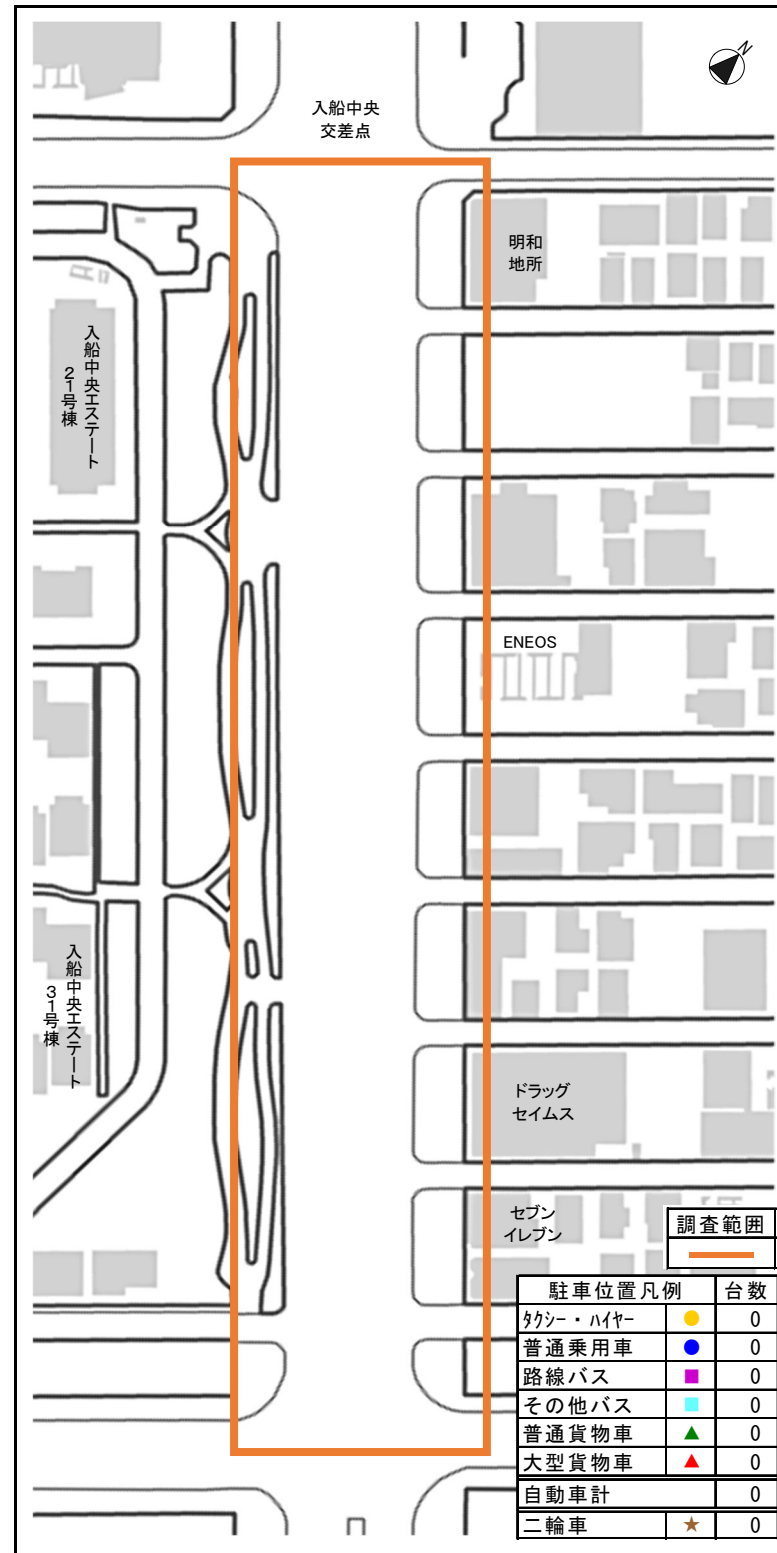 N
入船中央
交差点
明和
地所
入船中央エステート
21号棟
ENEOS
入船中央エステート
31号棟
ドラッグ
セイムス
セブン
イレブン
調査範囲
駐車位置凡例 台数
ﾀｸｼｰ・ﾊｲﾔｰ ● 0
普通乗用車 ● 0
路線バス ■ 0
その他バス ■ 0
普通貨物車 ▲ 0
大型貨物車 ▲ 0
自動車計 0
二輪車 ★ 0